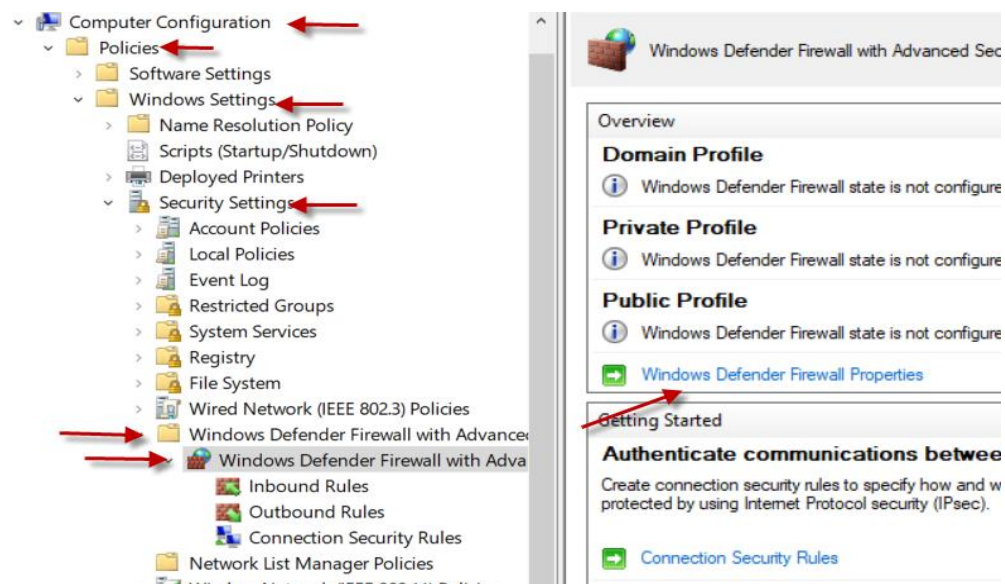 Computer Configuration
Policies
Software Settings
Windows Settings
Name Resolution Policy
Scripts (Startup/Shutdown)
Deployed Printers
Security Settings
Account Policies
Local Policies
Event Log
Restricted Groups
System Services
Registry
File System
Wired Network (IEEE 802.3) Policies
Windows Defender Firewall with Advanced
Windows Defender Firewall with Adva
Inbound Rules
Outbound Rules
Connection Security Rules
Network List Manager Policies
Windows Defender Firewall with Advanced Sec
Overview
Domain Profile
Windows Defender Firewall state is not configure
Private Profile
Windows Defender Firewall state is not configure
Public Profile
Windows Defender Firewall state is not configure
Windows Defender Firewall Properties
Getting Started
Authenticate communications betwee
Create connection security rules to specify how and w
protected by using Internet Protocol security (IPsec).
Connection Security Rules